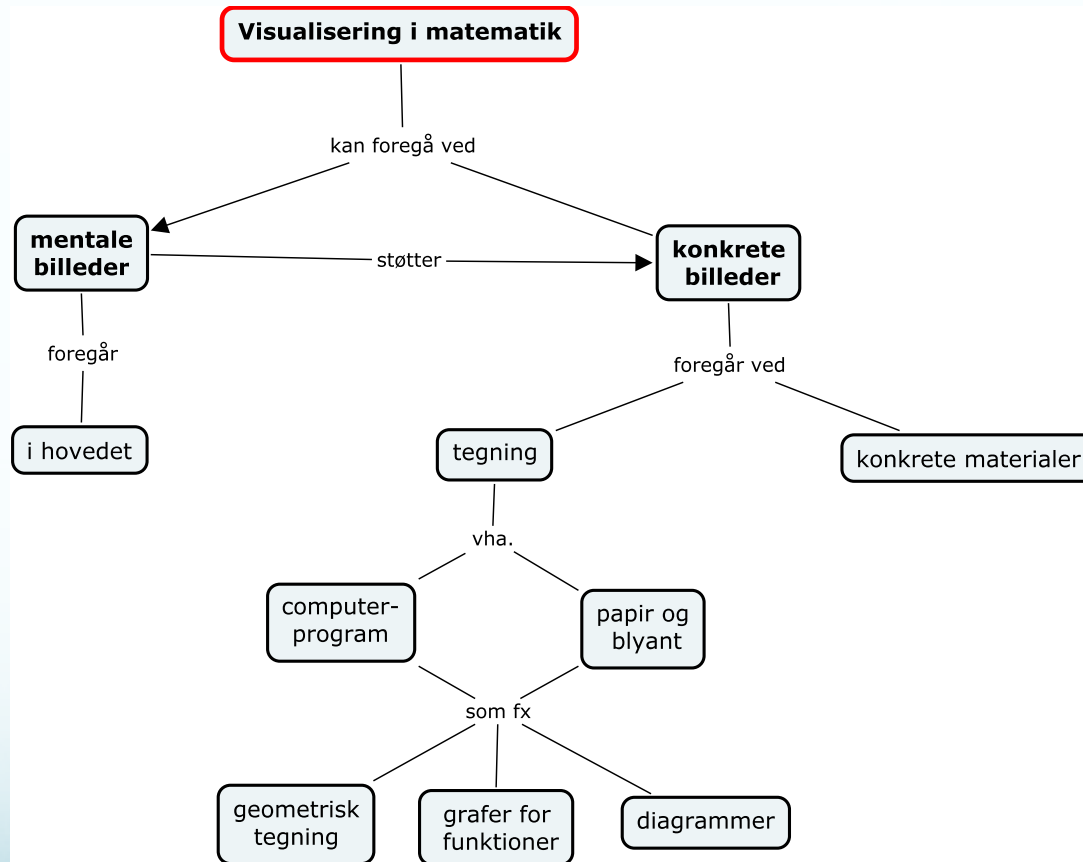 Visualisering i matematik
kan foregå ved
mentale
billeder
støtter
konkrete
billeder
foregår
foregår ved
i hovedet
tegning
konkrete materialer
vha.
computer-
program
papir og
blyant
som fx
geometrisk
tegning
grafer for
funktioner
diagrammer